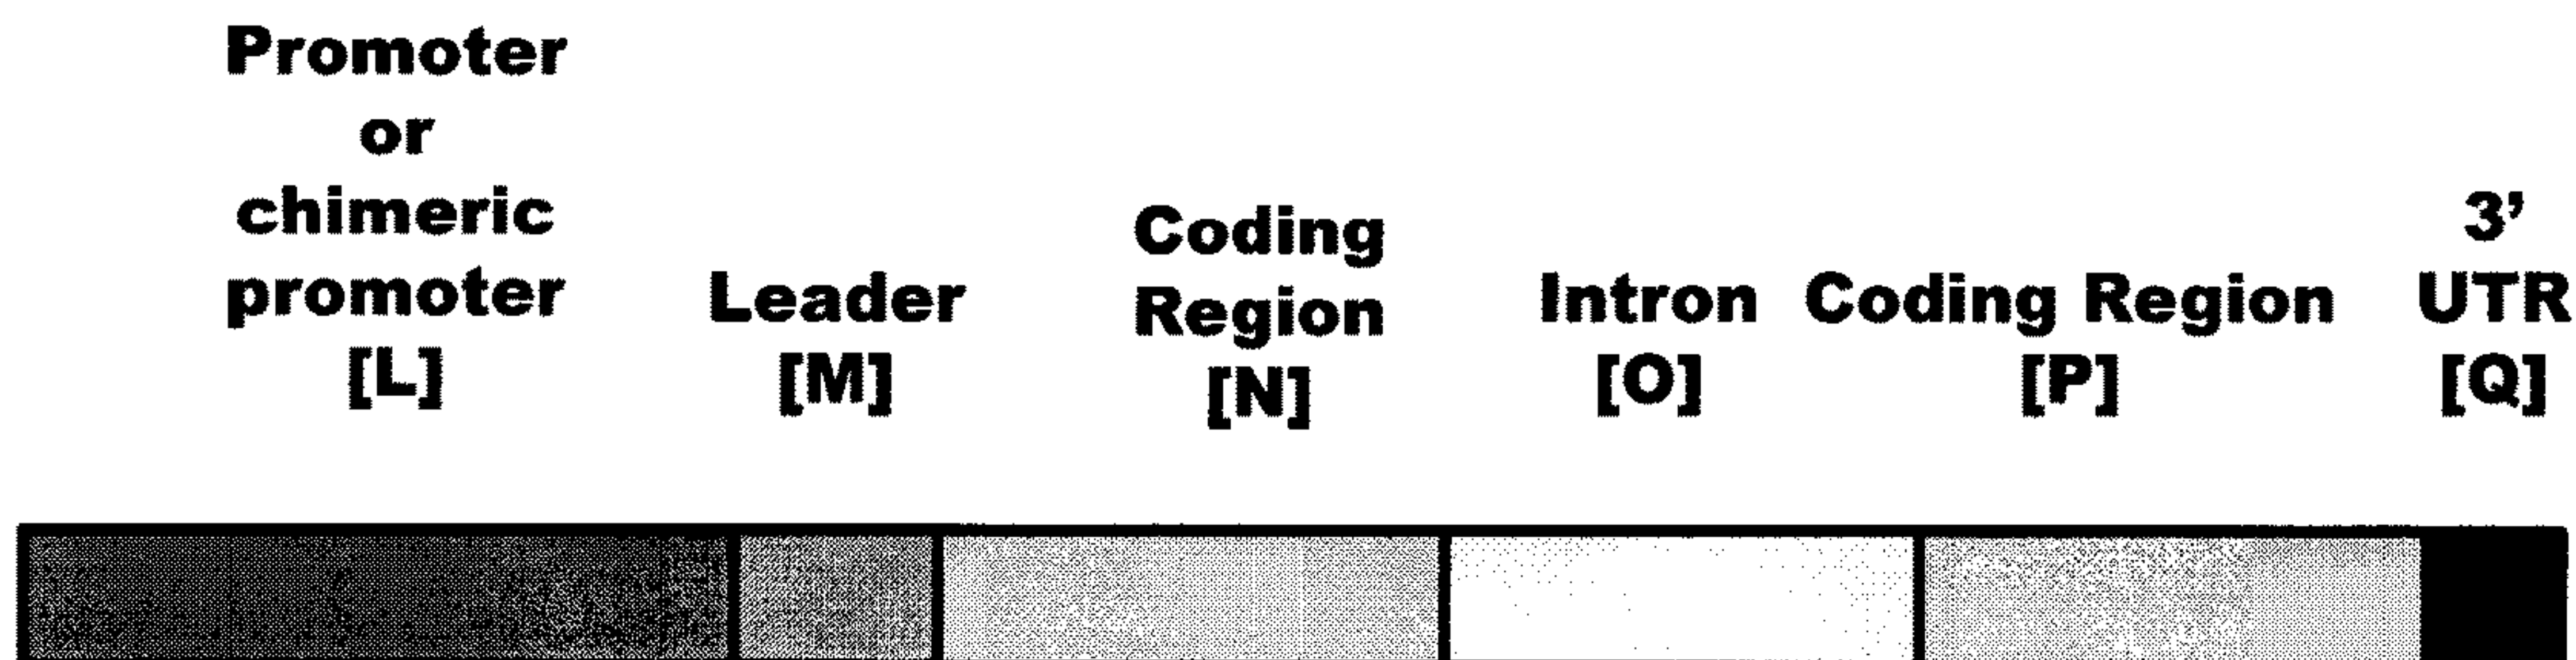 Promoter
or
chimeric
promoter
[L]
Leader
[M]
Coding
Region
[N]
Intron
[O]
Coding Region
[P]
3’
UTR
[Q]